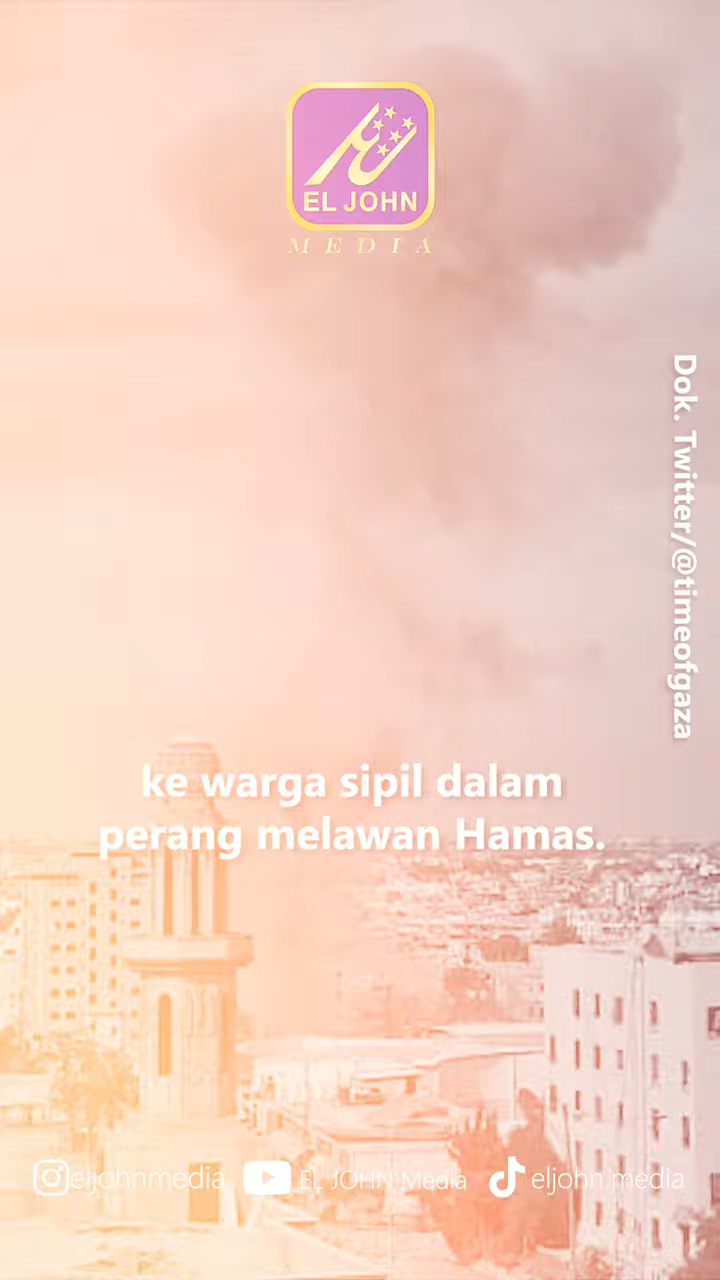 EL JOHN
MEDIA
Dok. Twitter/@timeofgaza
ke warga sipil dalam
perang melawan Hamas.
eljohnmedia
EL JOHN Media
eljohn.media